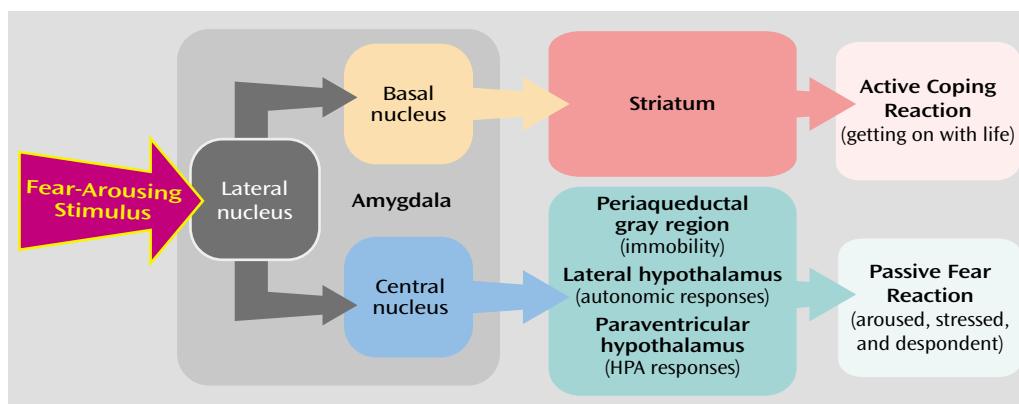 Fear-Arousing
Stimulus
Lateral
nucleus
Basal
nucleus
Amygdala
Central
nucleus
Striatum
Periaqueductal
gray region
(immobility)
Lateral hypothalamus
(autonomic responses)
Paraventricular
hypothalamus
(HPA responses)
Active Coping
Reaction
(getting on with life)
Passive Fear
Reaction
(aroused, stressed,
and despondent)